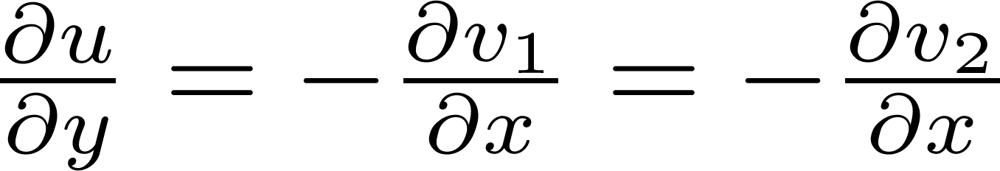 ∂u/∂y = −∂v₁/∂x = −∂v₂/∂x